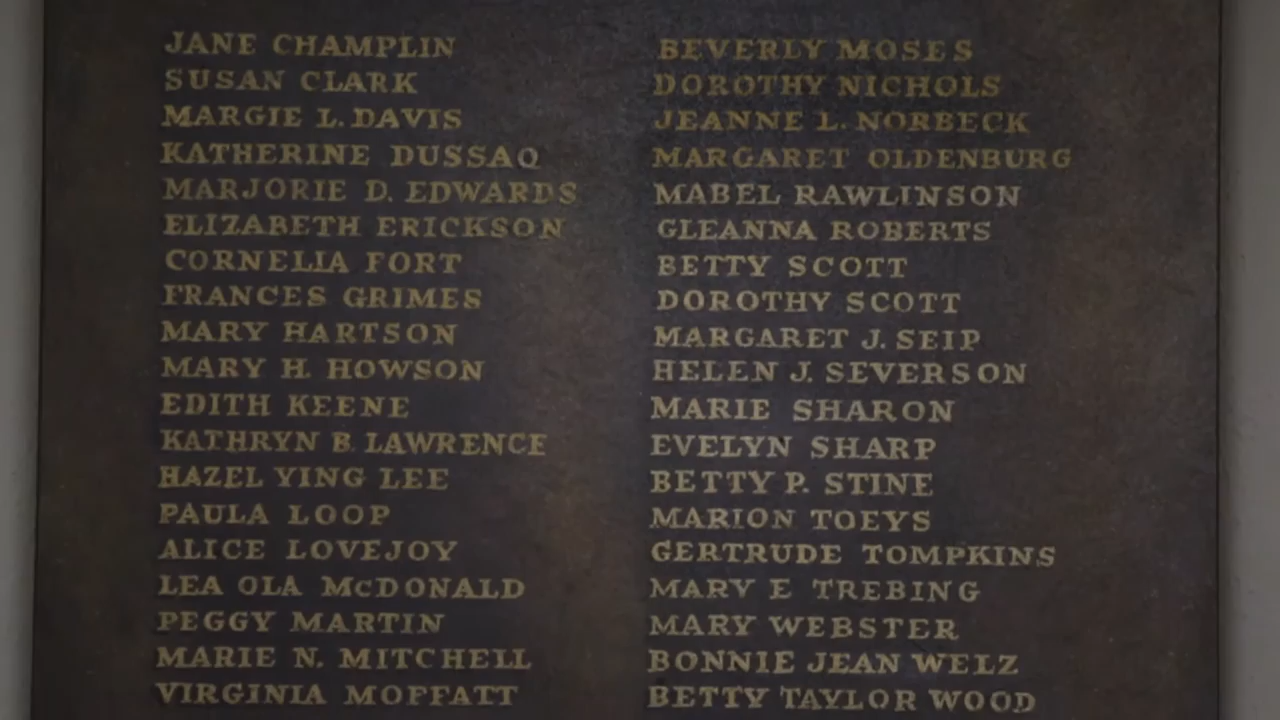 JANE CHAMPLIN
SUSAN CLARK
MARGIE L. DAVIS
KATHERINE DUSSAQ
MARJORIE D. EDWARDS
ELIZABETH ERICKSON
CORNELIA FORT
FRANCES GRIMES
MARY HARTSON
MARY H. HOWSON
EDITH KEENE
KATHRYN B. LAWRENCE
HAZEL YING LEE
PAULA LOOP
ALICE LOVEJOY
LEA OLA McDONALD
PEGGY MARTIN
MARIE N. MITCHELL
VIRGINIA MOFFATT
BEVERLY MOSES
DOROTHY NICHOLS
JEANNE L. NORBECK
MARGARET OLDENBURG
MABEL RAWLINSON
GLEANNA ROBERTS
BETTY SCOTT
DOROTHY SCOTT
MARGARET J. SEIP
HELEN J. SEVERSON
MARIE SHARON
EVELYN SHARP
BETTY P. STINE
MARION TOEYS
GERTRUDE TOMPKINS
MARY E TREBING
MARY WEBSTER
BONNIE JEAN WELZ
BETTY TAYLOR WOOD